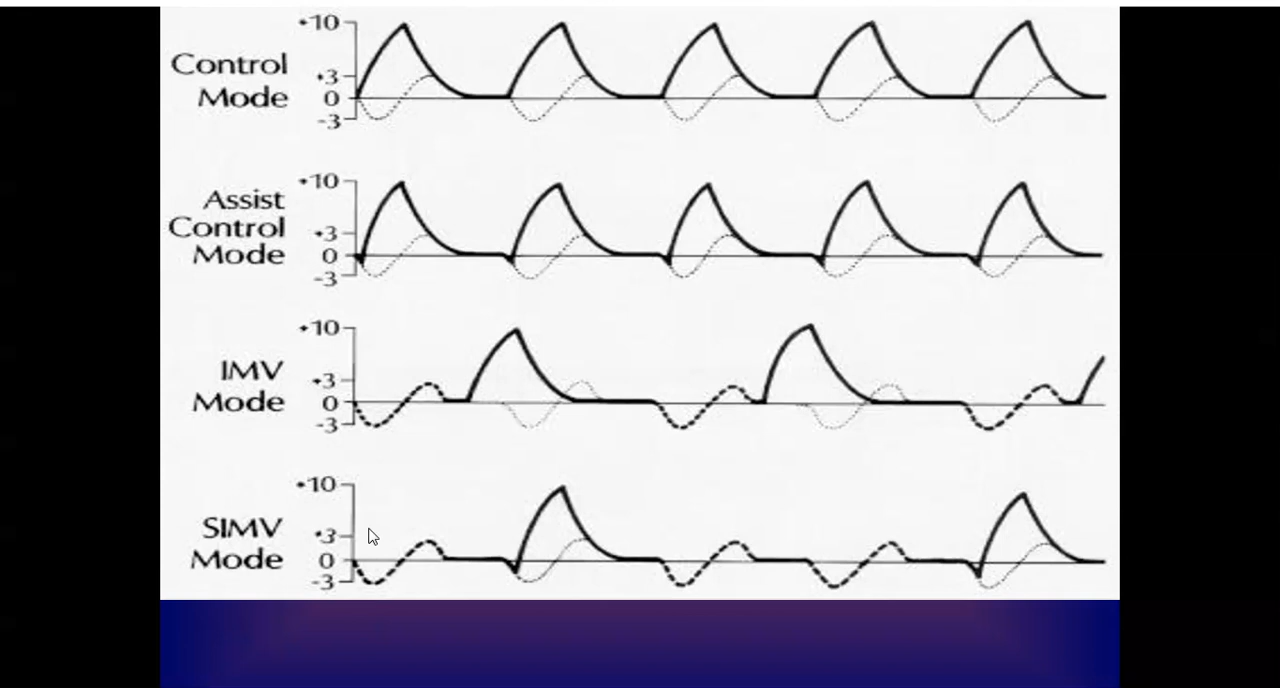 +10
Control
+3
Mode
0
-3
+10
Assist
Control
+3
Mode
0
-3
+10
IMV
+3
Mode
0
-3
+10
SIMV
+3
Mode
0
-3